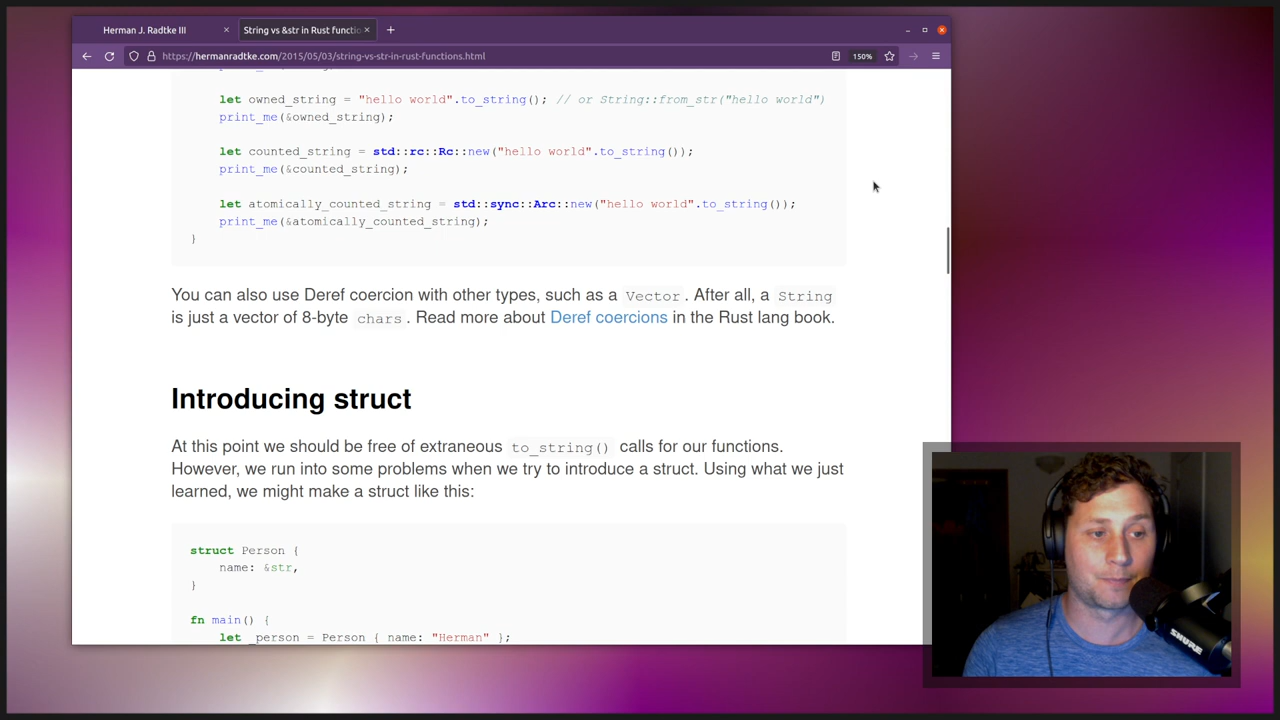 Herman J. Radtke III
String vs &str in Rust functio
https://hermanradtke.com/2015/05/03/string-vs-str-in-rust-functions.html
150%
let owned_string = "hello world".to_string(); // or String::from_str("hello world")
print_me(&owned_string);
let counted_string = std::rc::Rc::new("hello world".to_string());
print_me(&counted_string);
let atomically_counted_string = std::sync::Arc::new("hello world".to_string());
print_me(&atomically_counted_string);
}
You can also use Deref coercion with other types, such as a Vector. After all, a String
is just a vector of 8-byte chars. Read more about Deref coercions in the Rust lang book.
Introducing struct
At this point we should be free of extraneous to_string() calls for our functions.
However, we run into some problems when we try to introduce a struct. Using what we just
learned, we might make a struct like this:
struct Person {
name: &str,
}
fn main() {
let _person = Person { name: "Herman" };
SHURE